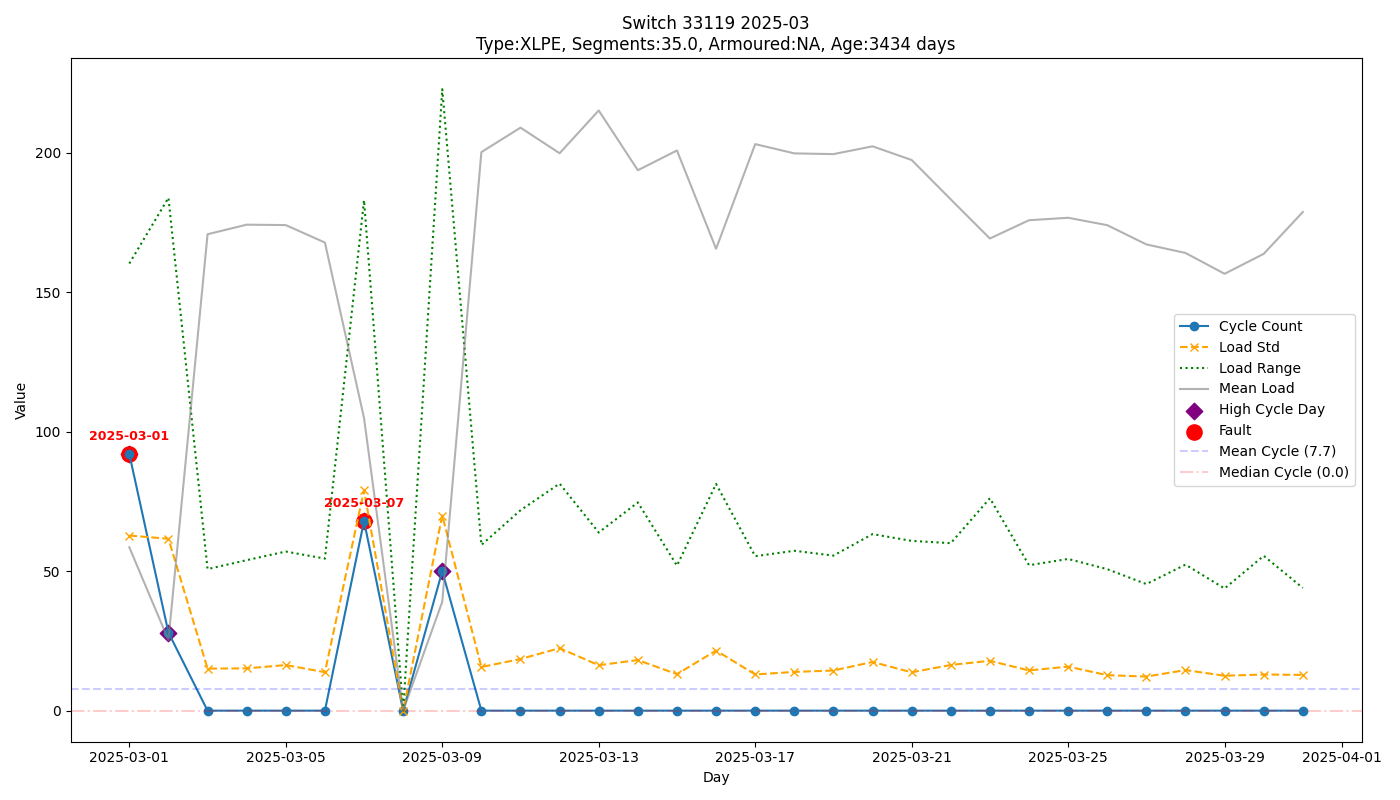 Switch 33119 2025-03
Type:XLPE, Segments:35.0, Armoured:NA, Age:3434 days
Value
200
150
100
50
0
2025-03-01
2025-03-07
Cycle Count
Load Std
Load Range
Mean Load
High Cycle Day
Fault
Mean Cycle (7.7)
Median Cycle (0.0)
2025-03-01
2025-03-05
2025-03-09
2025-03-13
2025-03-17
2025-03-21
2025-03-25
2025-03-29
2025-04-01
Day